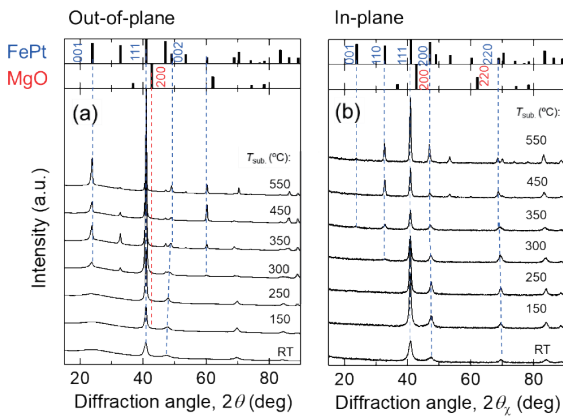 Out-of-plane
In-plane
FePt
001
111
002
MgO
200
(a)
T_sub. (ºC):
550
450
350
300
250
150
RT
Intensity (a.u.)
20
40
60
80
Diffraction angle, 2θ (deg)
001
110
111
200
220
200
220
(b)
T_sub. (ºC):
550
450
350
300
250
150
RT
20
40
60
80
Diffraction angle, 2θχ (deg)